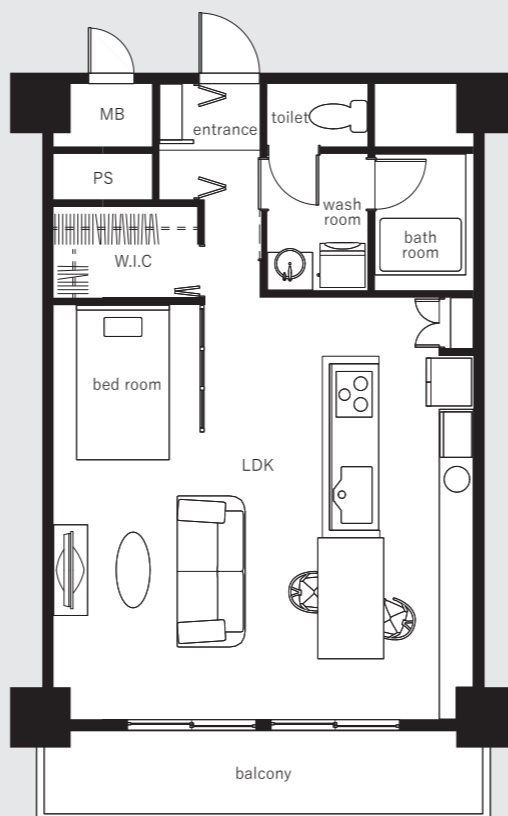 MB
entrance
toilet
PS
wash
room
bath
room
W.I.C
bed room
LDK
balcony